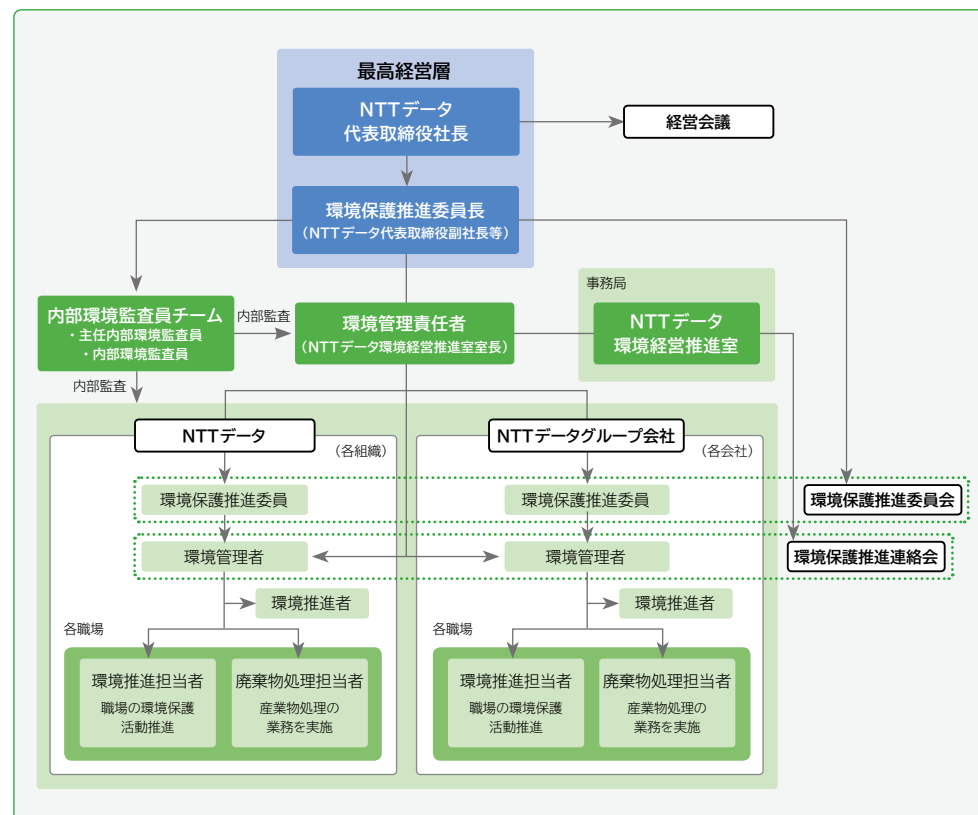 最高経営層
NTTデータ
代表取締役社長
経営会議
環境保護推進委員長
（NTTデータ代表取締役副社長等）
事務局
内部環境監査員チーム
・主任内部環境監査員
・内部環境監査員
内部監査
環境管理責任者
（NTTデータ環境経営推進室室長）
NTTデータ
環境経営推進室
内部監査
NTTデータ
（各組織）
NTTデータグループ会社
（各会社）
環境保護推進委員
環境保護推進委員
環境保護推進委員会
環境管理者
環境管理者
環境保護推進連絡会
環境推進者
環境推進者
各職場
各職場
環境推進担当者
職場の環境保護
活動推進
廃棄物処理担当者
産業物処理の
業務を実施
環境推進担当者
職場の環境保護
活動推進
廃棄物処理担当者
産業物処理の
業務を実施